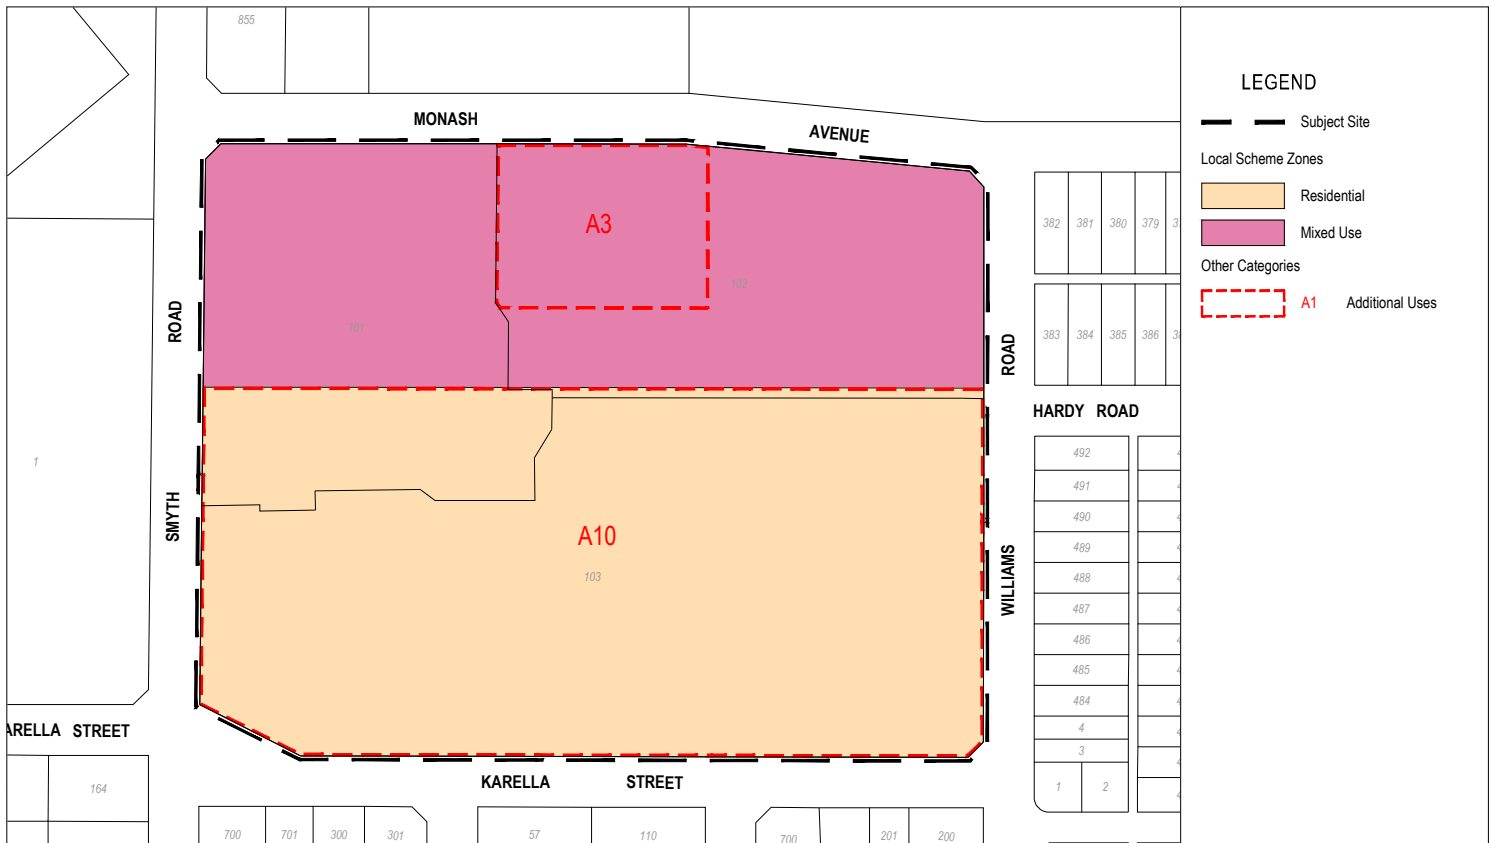 855
MONASH
AVENUE
LEGEND
Subject Site
Local Scheme Zones
Residential
Mixed Use
Other Categories
A1 Additional Uses
A3
102
101
382 381 380 379
383 384 385 386
ROAD
ROAD
HARDY ROAD
1
SMYTH
A10
103
WILLIAMS
492
491
490
489
488
487
486
485
484
4
3
1 2
ARELLA STREET
KARELLA STREET
164
700 701 300 301 57 110 700 201 200